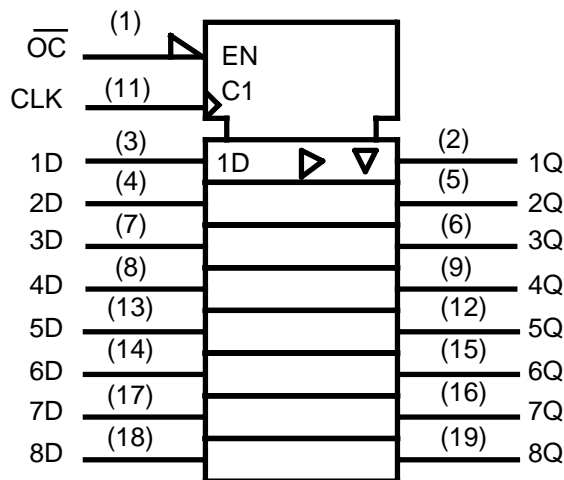 (1)
O̅C̅ EN
CLK (11) C1
1D (3) 1D (2) 1Q
2D (4) (5) 2Q
3D (7) (6) 3Q
4D (8) (9) 4Q
5D (13) (12) 5Q
6D (14) (15) 6Q
7D (17) (16) 7Q
8D (18) (19) 8Q